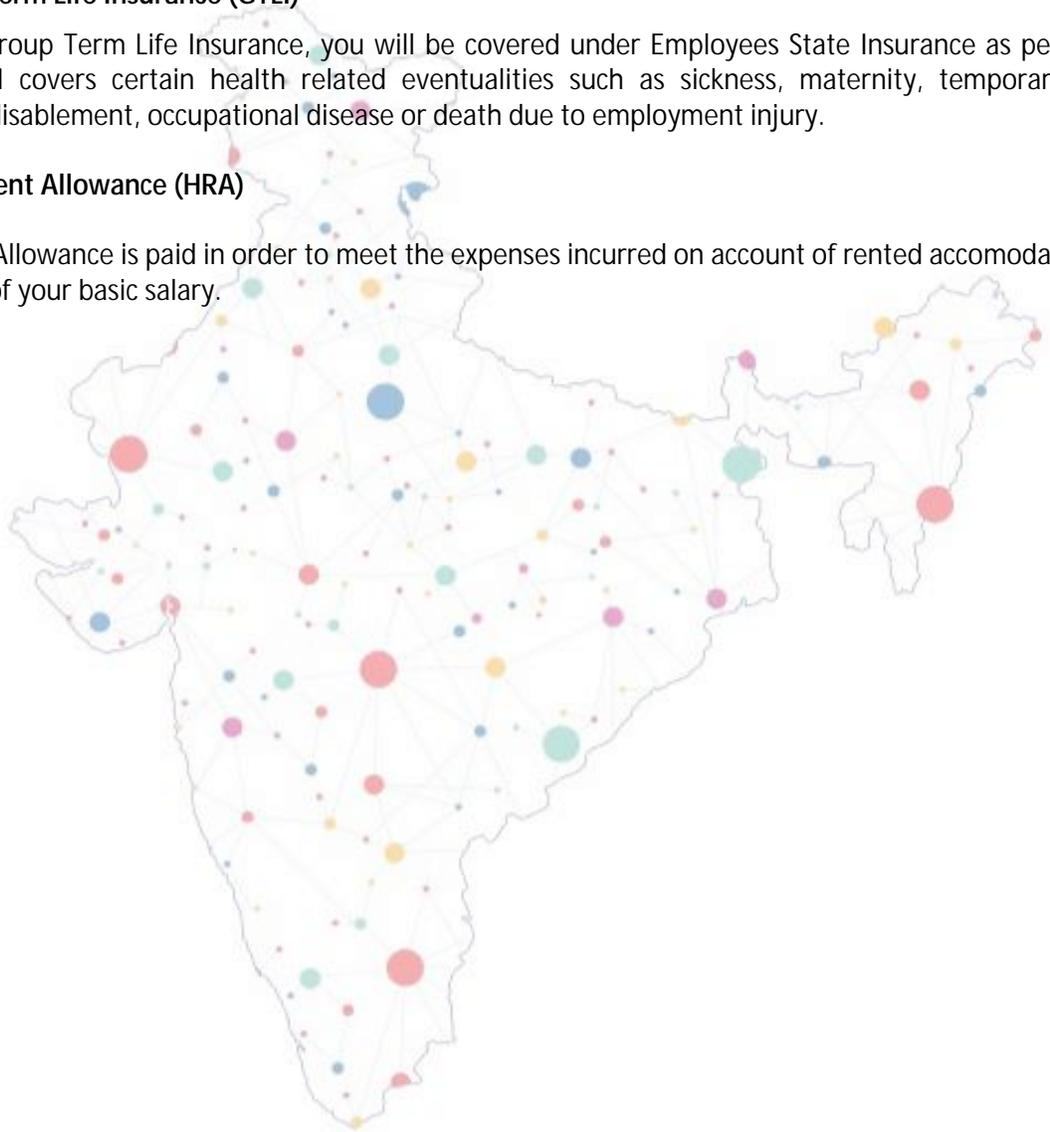 erm Life Insurance (GTLI)
roup Term Life Insurance, you will be covered under Employees State Insurance as pe
l covers certain health related eventualities such as sickness, maternity, temporar
disablement, occupational disease or death due to employment injury.
ent Allowance (HRA)
Allowance is paid in order to meet the expenses incurred on account of rented accomoda
of your basic salary.